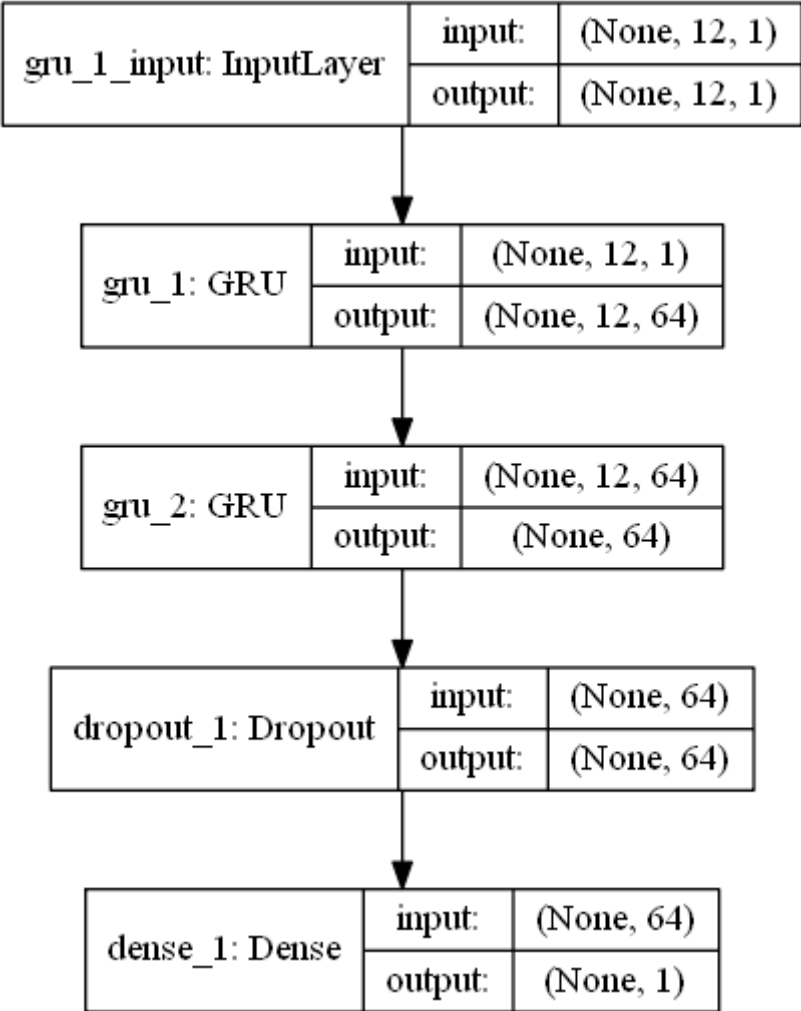 gru_1_input: InputLayer
input: (None, 12, 1)
output: (None, 12, 1)
gru_1: GRU
input: (None, 12, 1)
output: (None, 12, 64)
gru_2: GRU
input: (None, 12, 64)
output: (None, 64)
dropout_1: Dropout
input: (None, 64)
output: (None, 64)
dense_1: Dense
input: (None, 64)
output: (None, 1)